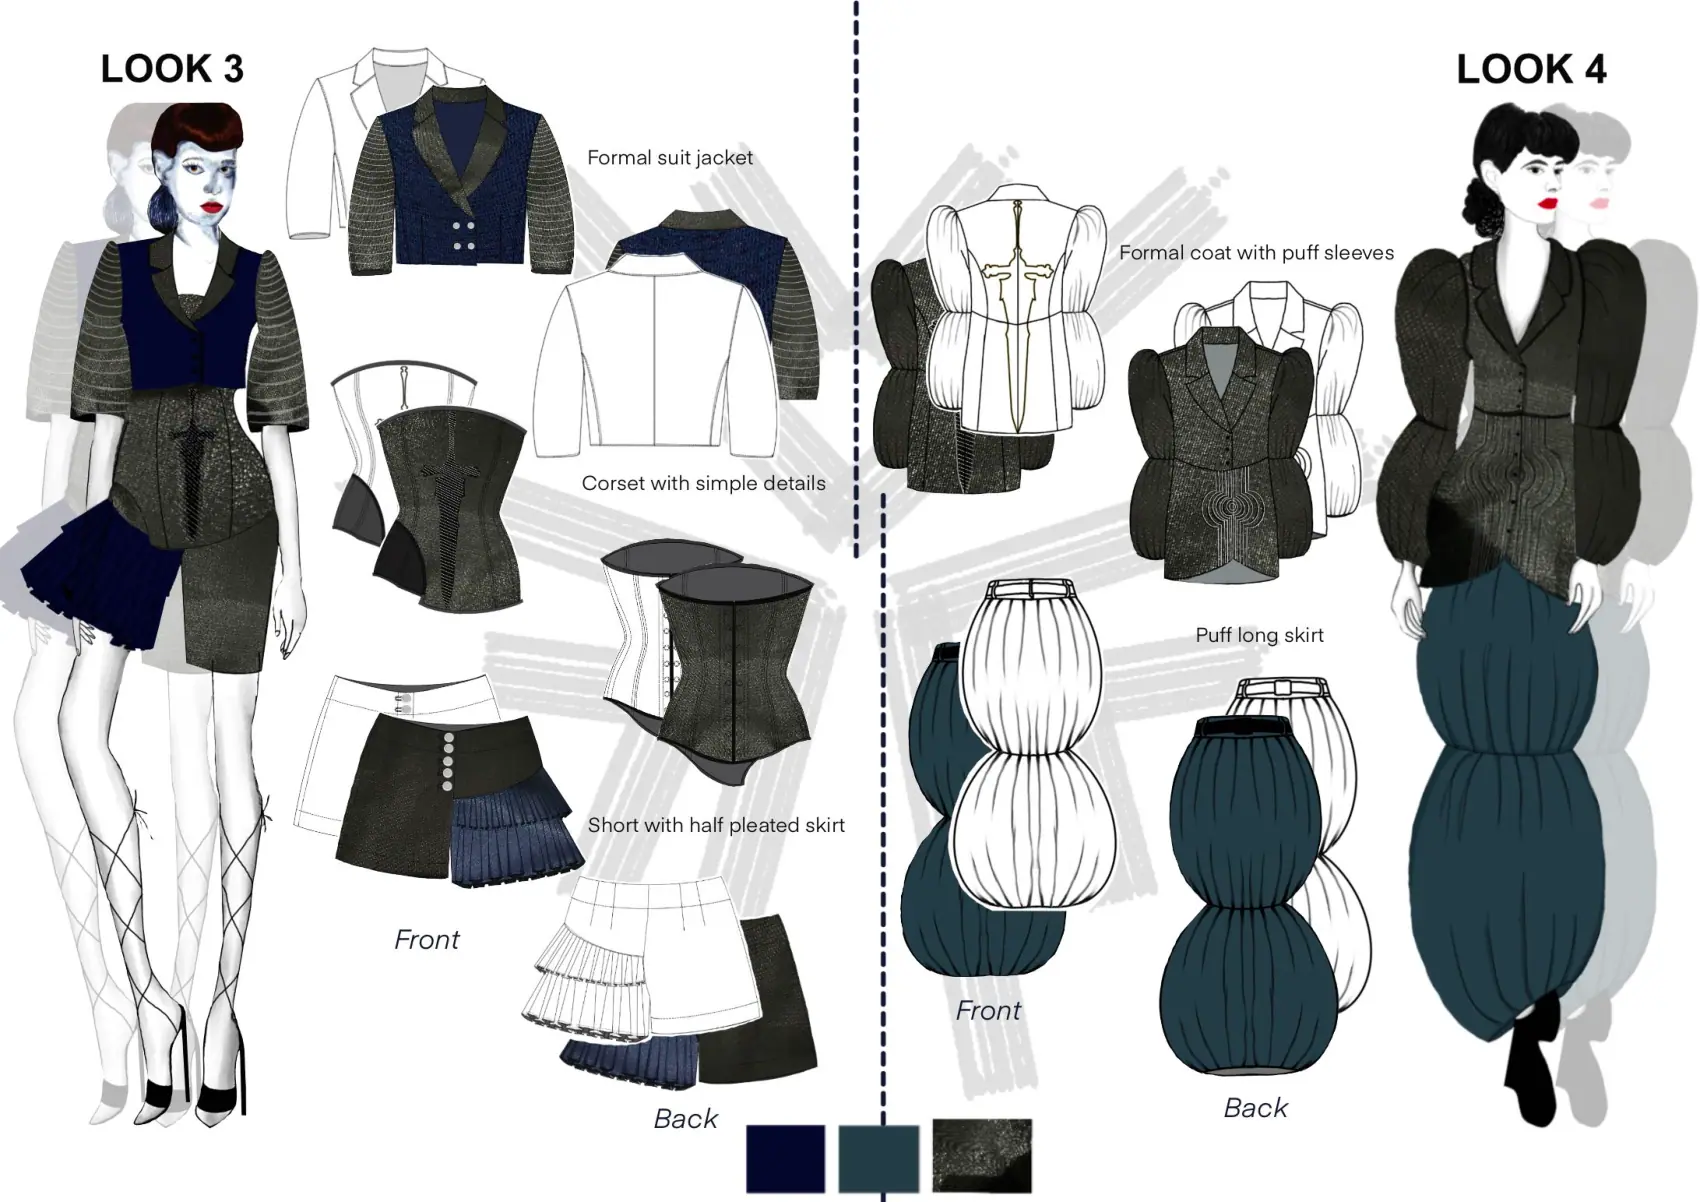 LOOK 3
Formal suit jacket
Corset with simple details
Short with half pleated skirt
Front
Back
LOOK 4
Formal coat with puff sleeves
Puff long skirt
Front
Back